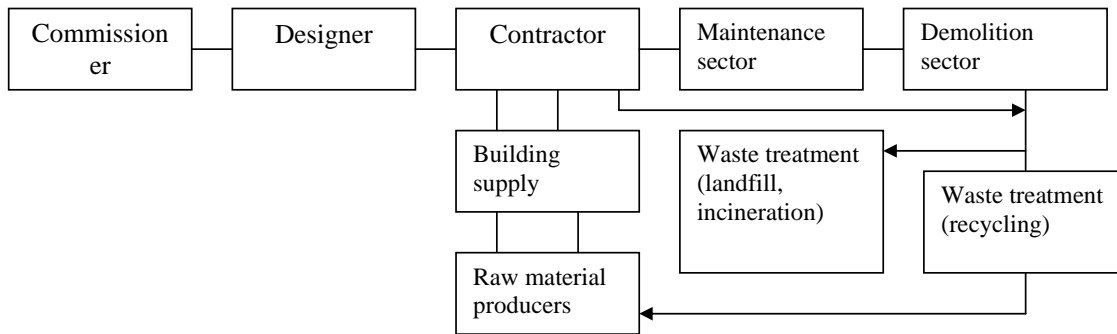 Commission
er
Designer
Contractor
Maintenance
sector
Demolition
sector
Building
supply
Waste treatment
(landfill,
incineration)
Waste treatment
(recycling)
Raw material
producers